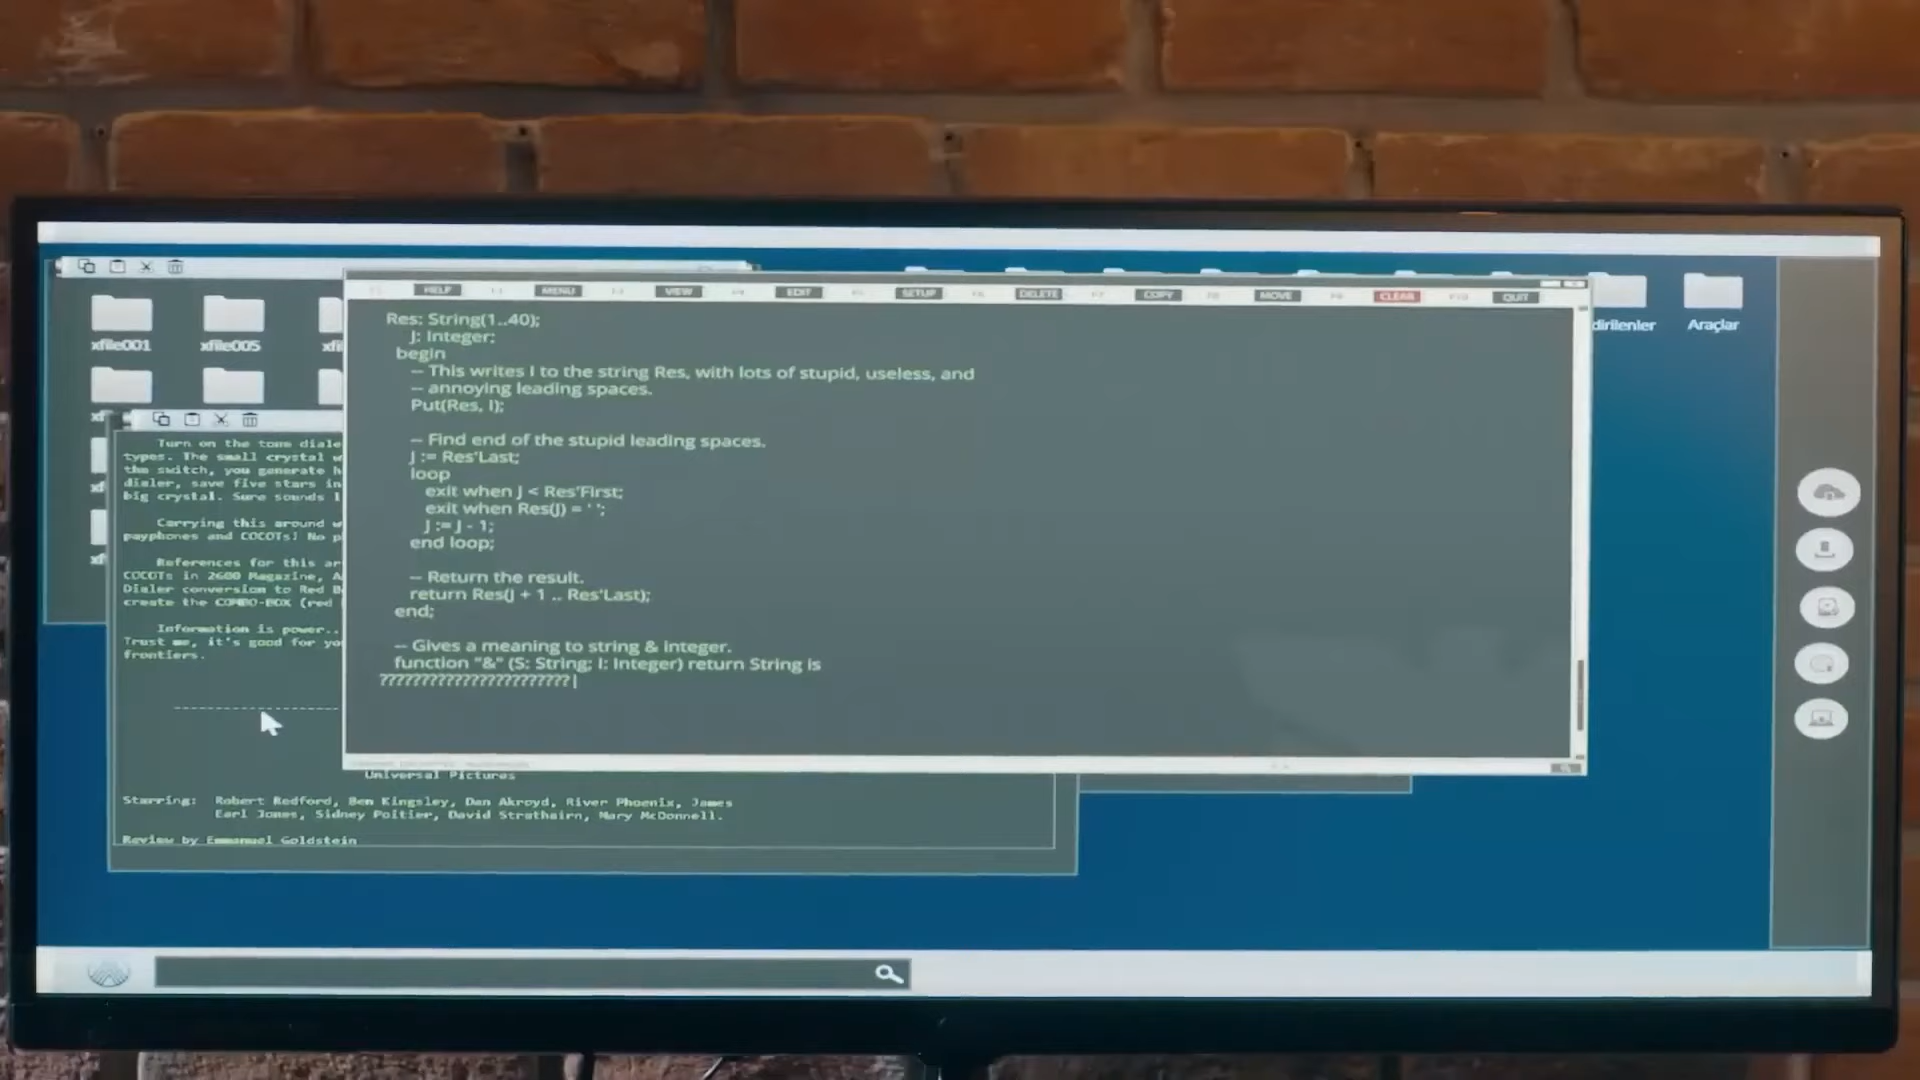 HELP MENU VIEW EDIT SETUP DELETE COPY MOVE CLEAR QUIT
xfile001 xfile005
dirilenler Araçlar
Res: String(1..40);
J: Integer;
begin
-- This writes I to the string Res, with lots of stupid, useless, and
-- annoying leading spaces.
Put(Res, I);
-- Find end of the stupid leading spaces.
J := Res'Last;
loop
exit when J < Res'First;
exit when Res(J) = ' ';
J := J - 1;
end loop;
-- Return the result.
return Res(J + 1 .. Res'Last);
end;
-- Gives a meaning to string & integer.
function "&" (S: String; I: Integer) return String is
???????????????????????
Turn on the tone diale
types. The small crystal w
the switch, you generate h
dialer, save five stars in
big crystal. Sure sounds l
Carrying this around w
payphones and COCOTs! No p
References for this ar
COCOTs in 2600 Magazine, A
Dialer conversion to Red B
create the COMBO-BOX (red
Information is power..
Trust me, it's good for yo
frontiers.
Universal Pictures
Starring: Robert Redford, Ben Kingsley, Dan Akroyd, River Phoenix, James
Earl Jones, Sidney Poitier, David Strathairn, Mary McDonnell.
Review by Emmanuel Goldstein